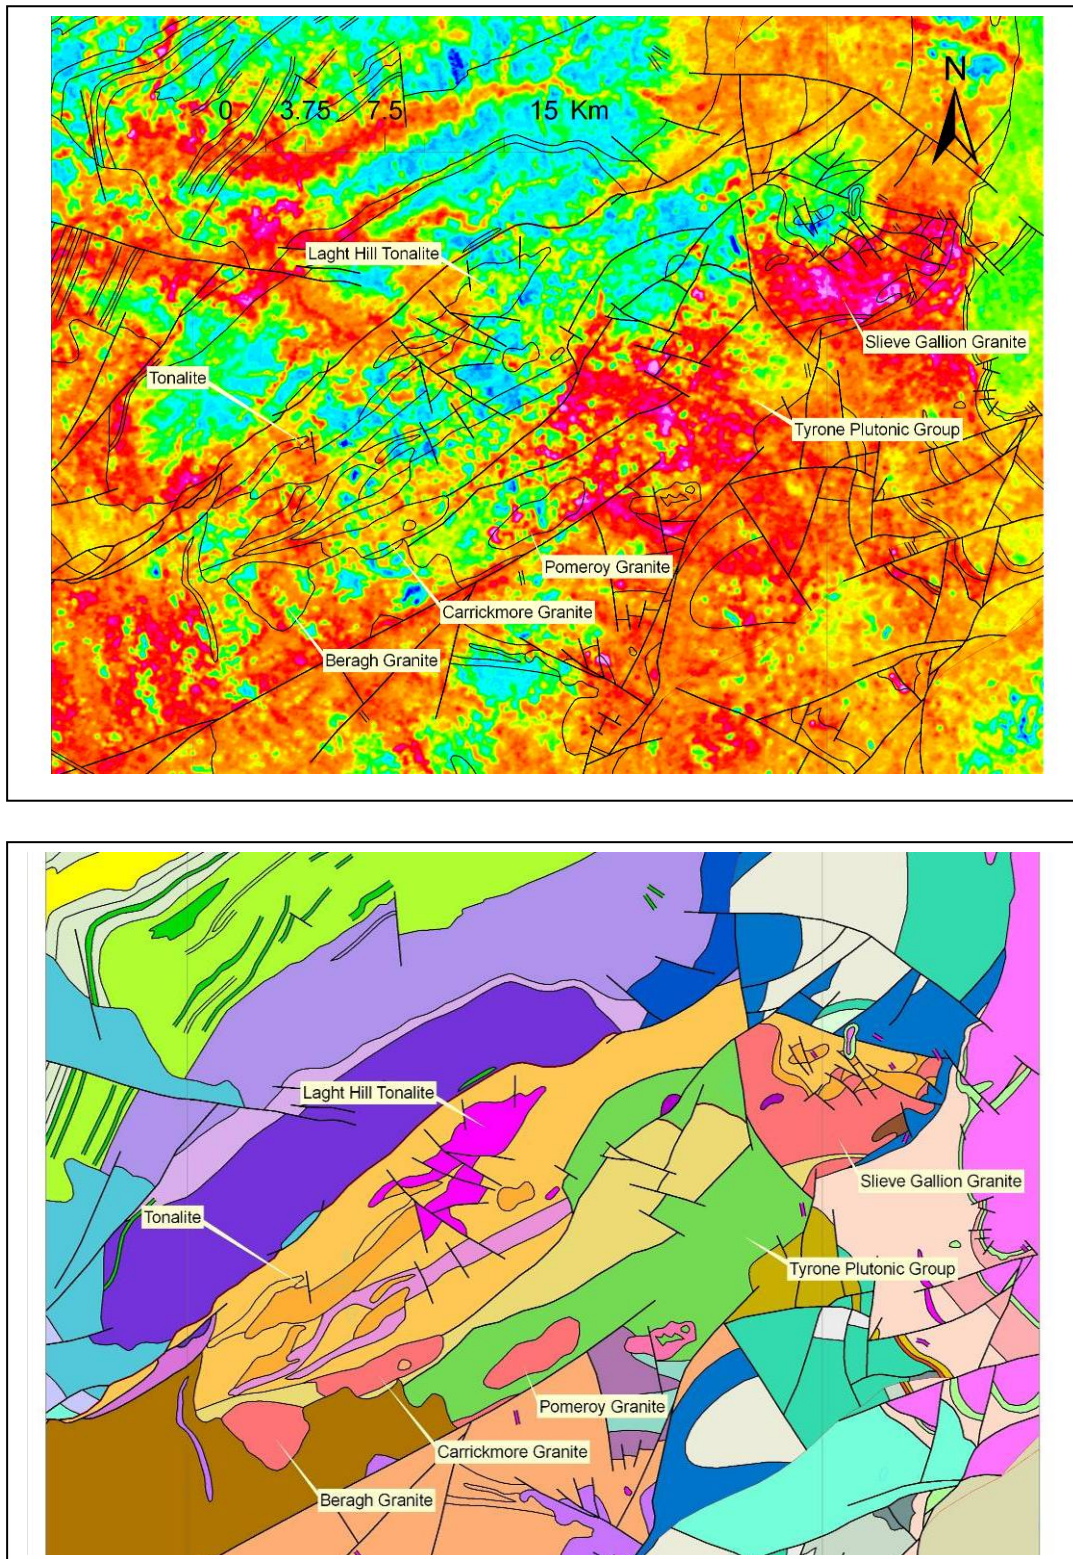 N
0 3.75 7.5 15 Km
Laght Hill Tonalite
Slieve Gallion Granite
Tonalite
Tyrone Plutonic Group
Pomeroy Granite
Carrickmore Granite
Beragh Granite
Laght Hill Tonalite
Slieve Gallion Granite
Tonalite
Tyrone Plutonic Group
Pomeroy Granite
Carrickmore Granite
Beragh Granite